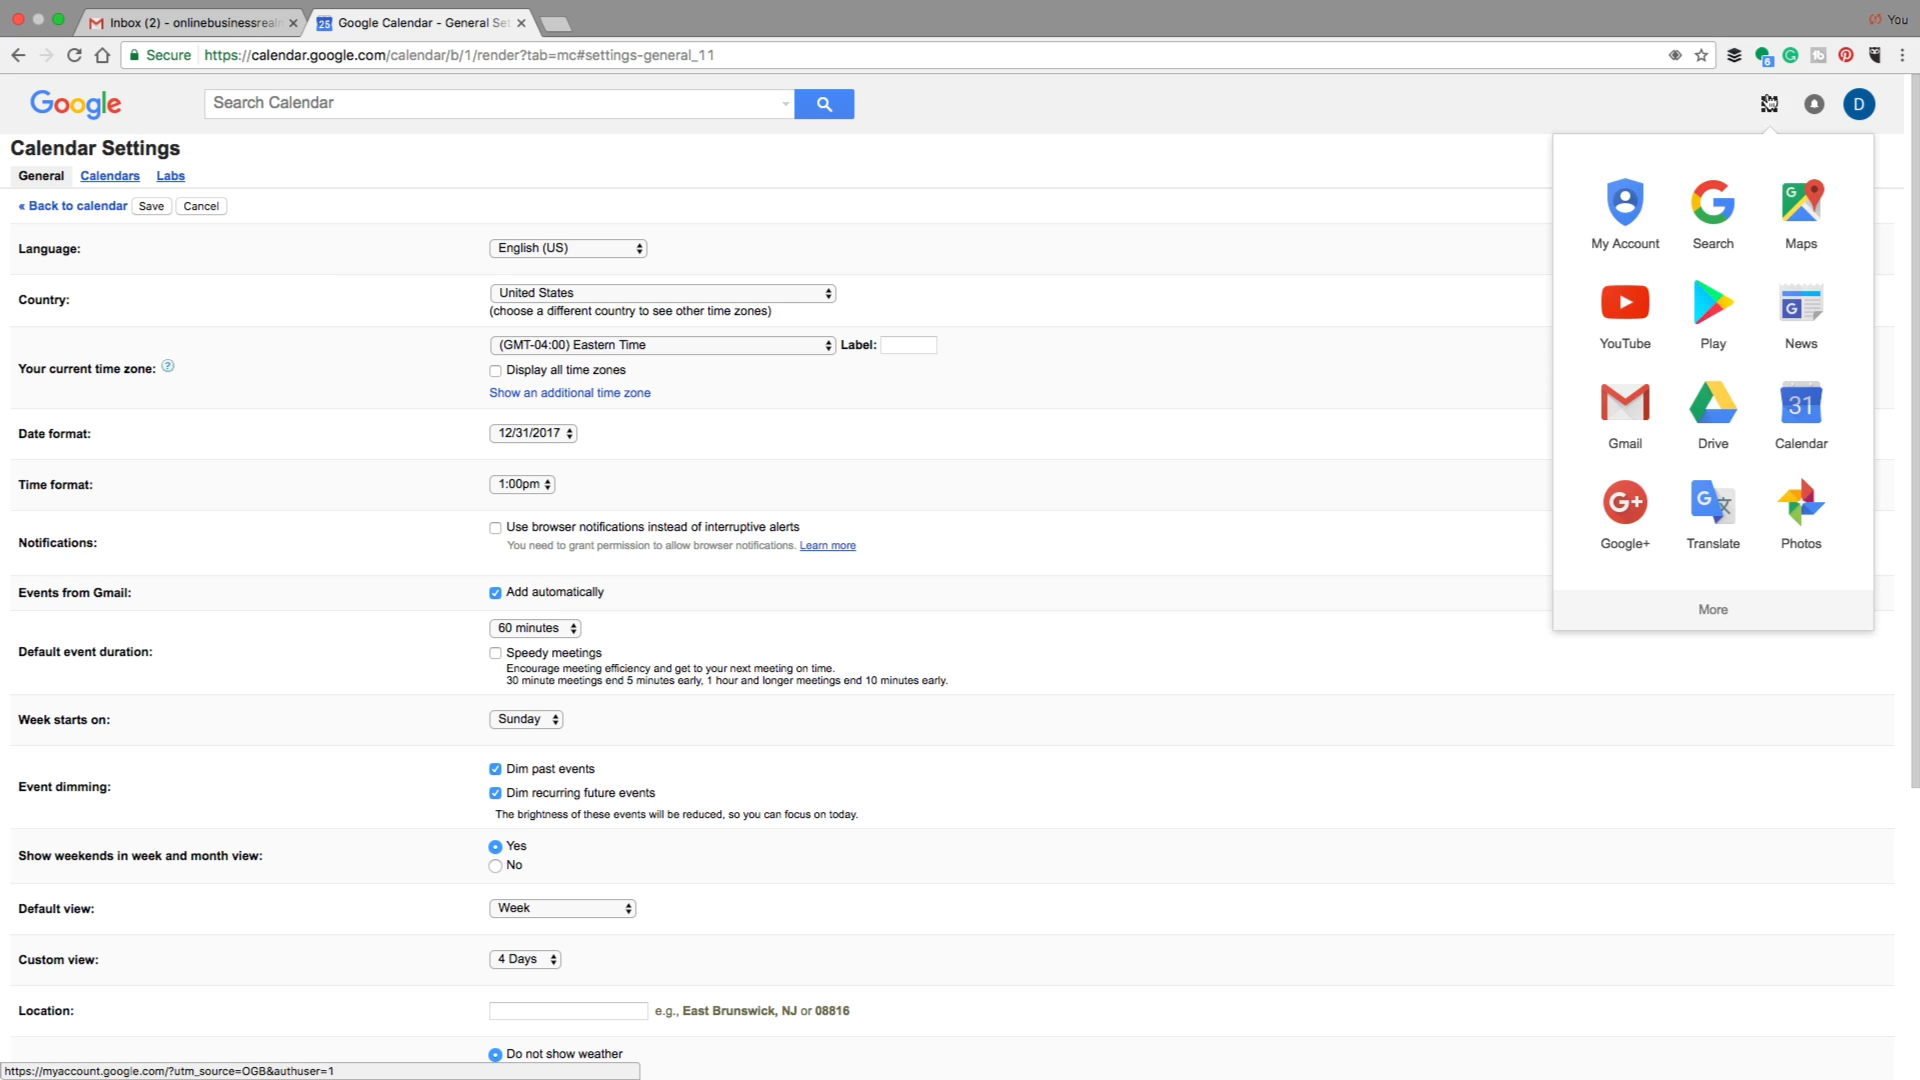 Inbox (2) - onlinebusinessreal
Google Calendar - General Set
You
Secure
https://calendar.google.com/calendar/b/1/render?tab=mc#settings-general_11
6
Google
Search Calendar
D
Calendar Settings
General Calendars Labs
« Back to calendar Save Cancel
Language: English (US)
Country: United States
(choose a different country to see other time zones)
Your current time zone: ? (GMT-04:00) Eastern Time Label:
Display all time zones
Show an additional time zone
Date format: 12/31/2017
Time format: 1:00pm
Notifications: Use browser notifications instead of interruptive alerts
You need to grant permission to allow browser notifications. Learn more
Events from Gmail: Add automatically
Default event duration: 60 minutes
Speedy meetings
Encourage meeting efficiency and get to your next meeting on time.
30 minute meetings end 5 minutes early, 1 hour and longer meetings end 10 minutes early.
Week starts on: Sunday
Event dimming: Dim past events
Dim recurring future events
The brightness of these events will be reduced, so you can focus on today.
Show weekends in week and month view: Yes
No
Default view: Week
Custom view: 4 Days
Location: e.g., East Brunswick, NJ or 08816
Do not show weather
https://myaccount.google.com/?utm_source=OGB&authuser=1
My Account Search Maps
YouTube Play News
31
Gmail Drive Calendar
G+
Google+ Translate Photos
More